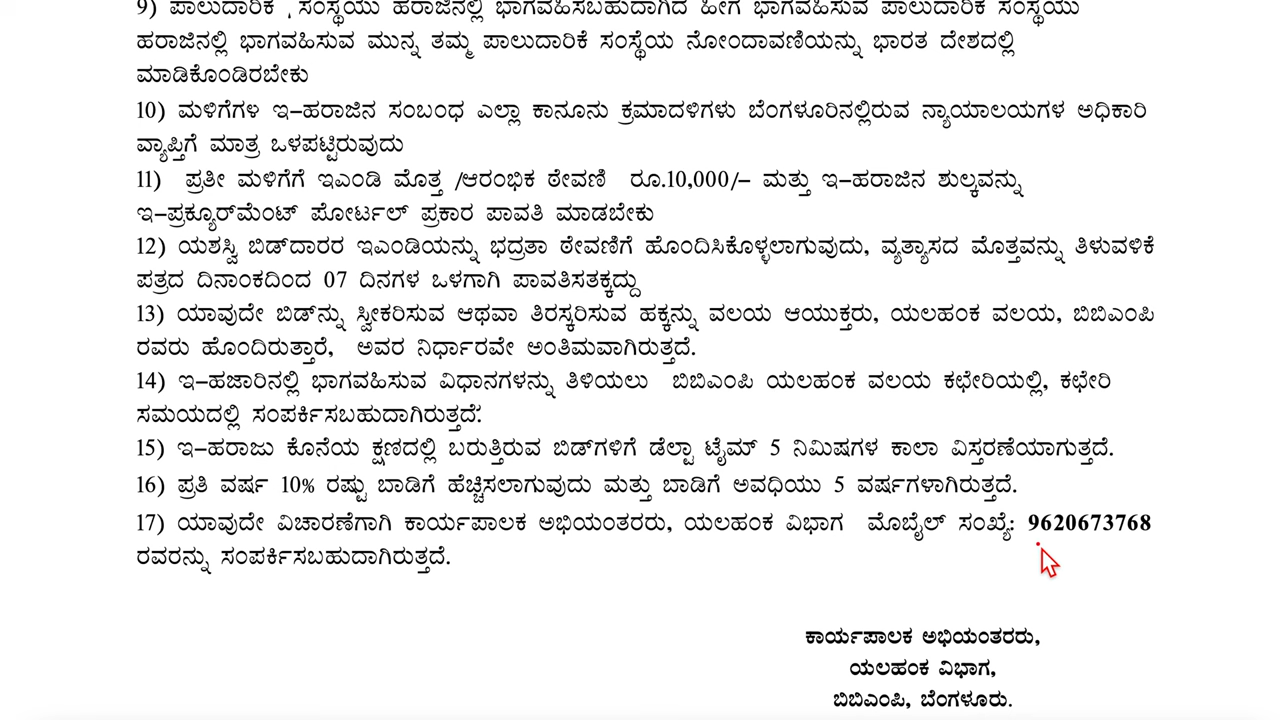 9) ಪಾಲುದಾರಿಕೆ ಸಂಸ್ಥೆಯು ಹರಾಜಿನಲ್ಲಿ ಭಾಗವಹಿಸಬಹುದಾಗಿದೆ ಹೀಗೆ ಭಾಗವಹಿಸುವ ಪಾಲುದಾರಿಕೆ ಸಂಸ್ಥೆಯು
ಹರಾಜಿನಲ್ಲಿ ಭಾಗವಹಿಸುವ ಮುನ್ನ ತಮ್ಮ ಪಾಲುದಾರಿಕೆ ಸಂಸ್ಥೆಯ ನೋಂದಾವಣಿಯನ್ನು ಭಾರತ ದೇಶದಲ್ಲಿ
ಮಾಡಿಕೊಂಡಿರಬೇಕು
10) ಮಳಿಗೆಗಳ ಇ-ಹರಾಜಿನ ಸಂಬಂಧ ಎಲ್ಲಾ ಕಾನೂನು ಕ್ರಮಾದಳಿಗಳು ಬೆಂಗಳೂರಿನಲ್ಲಿರುವ ನ್ಯಾಯಾಲಯಗಳ ಅಧಿಕಾರಿ
ವ್ಯಾಪ್ತಿಗೆ ಮಾತ್ರ ಒಳಪಟ್ಟಿರುವುದು
11) ಪ್ರತೀ ಮಳಿಗೆಗೆ ಇಎಂಡಿ ಮೊತ್ತ /ಆರಂಭಿಕ ಠೇವಣಿ ರೂ.10,000/- ಮತ್ತು ಇ-ಹರಾಜಿನ ಶುಲ್ಕವನ್ನು
ಇ-ಪ್ರಕ್ಯೂರ್‌ಮೆಂಟ್ ಪೋರ್ಟಲ್ ಪ್ರಕಾರ ಪಾವತಿ ಮಾಡಬೇಕು
12) ಯಶಸ್ವಿ ಬಿಡ್‌ದಾರರ ಇಎಂಡಿಯನ್ನು ಭದ್ರತಾ ಠೇವಣಿಗೆ ಹೊಂದಿಸಿಕೊಳ್ಳಲಾಗುವುದು, ವ್ಯತ್ಯಾಸದ ಮೊತ್ತವನ್ನು ತಿಳುವಳಿಕೆ
ಪತ್ರದ ದಿನಾಂಕದಿಂದ 07 ದಿನಗಳ ಒಳಗಾಗಿ ಪಾವತಿಸತಕ್ಕದ್ದು
13) ಯಾವುದೇ ಬಿಡ್‌ನ್ನು ಸ್ವೀಕರಿಸುವ ಆಥವಾ ತಿರಸ್ಕರಿಸುವ ಹಕ್ಕನ್ನು ವಲಯ ಆಯುಕ್ತರು, ಯಲಹಂಕ ವಲಯ, ಬಿಬಿಎಂಪಿ
ರವರು ಹೊಂದಿರುತ್ತಾರೆ, ಅವರ ನಿರ್ಧಾರವೇ ಅಂತಿಮವಾಗಿರುತ್ತದೆ.
14) ಇ-ಹಜಾರಿನಲ್ಲಿ ಭಾಗವಹಿಸುವ ವಿಧಾನಗಳನ್ನು ತಿಳಿಯಲು ಬಿಬಿಎಂಪಿ ಯಲಹಂಕ ವಲಯ ಕಛೇರಿಯಲ್ಲಿ, ಕಛೇರಿ
ಸಮಯದಲ್ಲಿ ಸಂಪರ್ಕಿಸಬಹುದಾಗಿರುತ್ತದೆ.
15) ಇ-ಹರಾಜು ಕೊನೆಯ ಕ್ಷಣದಲ್ಲಿ ಬರುತ್ತಿರುವ ಬಿಡ್‌ಗಳಿಗೆ ಡೆಲ್ಟಾ ಟೈಮ್ 5 ನಿಮಿಷಗಳ ಕಾಲಾ ವಿಸ್ತರಣೆಯಾಗುತ್ತದೆ.
16) ಪ್ರತಿ ವರ್ಷ 10% ರಷ್ಟು ಬಾಡಿಗೆ ಹೆಚ್ಚಿಸಲಾಗುವುದು ಮತ್ತು ಬಾಡಿಗೆ ಅವಧಿಯು 5 ವರ್ಷಗಳಾಗಿರುತ್ತದೆ.
17) ಯಾವುದೇ ವಿಚಾರಣೆಗಾಗಿ ಕಾರ್ಯಪಾಲಕ ಅಭಿಯಂತರರು, ಯಲಹಂಕ ವಿಭಾಗ ಮೊಬೈಲ್ ಸಂಖ್ಯೆ: 9620673768
ರವರನ್ನು ಸಂಪರ್ಕಿಸಬಹುದಾಗಿರುತ್ತದೆ.
ಕಾರ್ಯಪಾಲಕ ಅಭಿಯಂತರರು,
ಯಲಹಂಕ ವಿಭಾಗ,
ಬಿಬಿಎಂಪಿ, ಬೆಂಗಳೂರು.